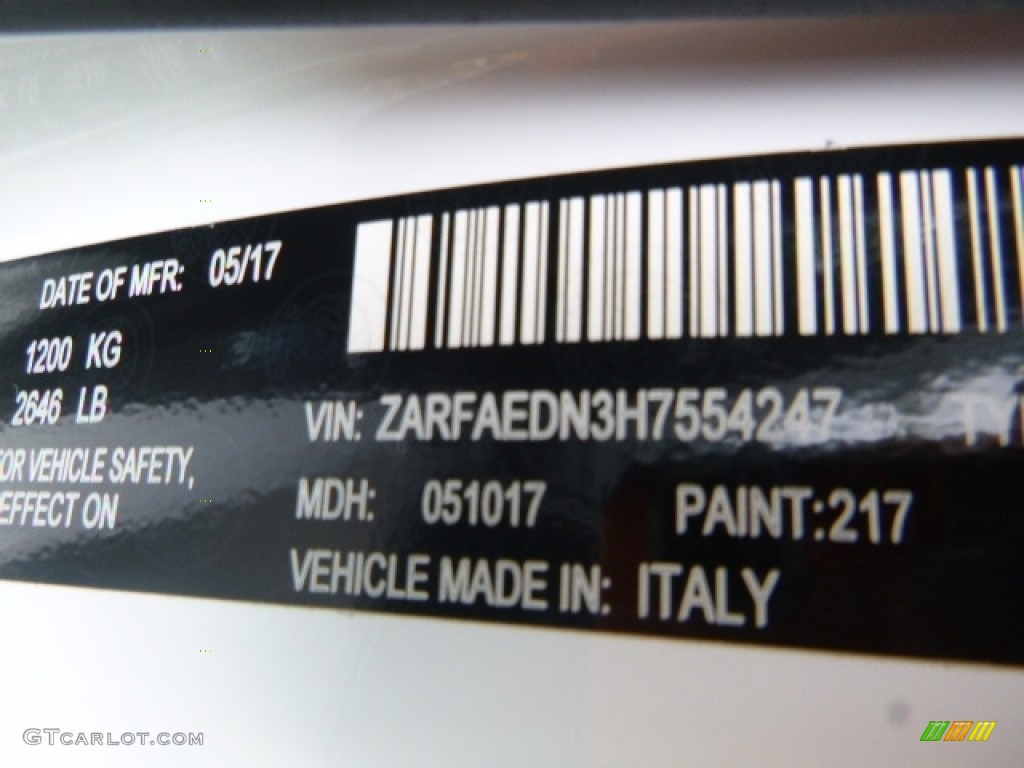 DATE OF MFR: 05/17
1200 KG
2646 LB
OR VEHICLE SAFETY,
EFFECT ON
VIN: ZARFAEDN3H7554247 TY
MDH: 051017 PAINT:217
VEHICLE MADE IN: ITALY
GTCARLOT.COM